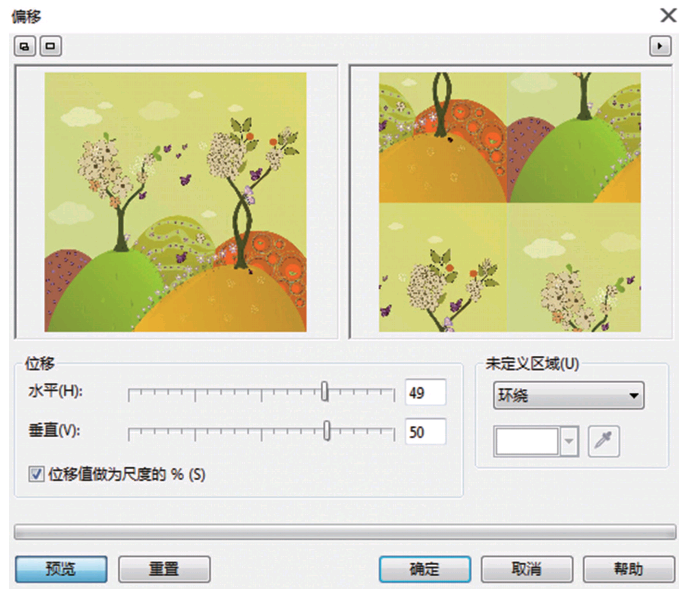 偏移
位移
水平(H):
49
垂直(V):
50
位移值做为尺度的 % (S)
未定义区域(U)
环绕
预览
重置
确定
取消
帮助